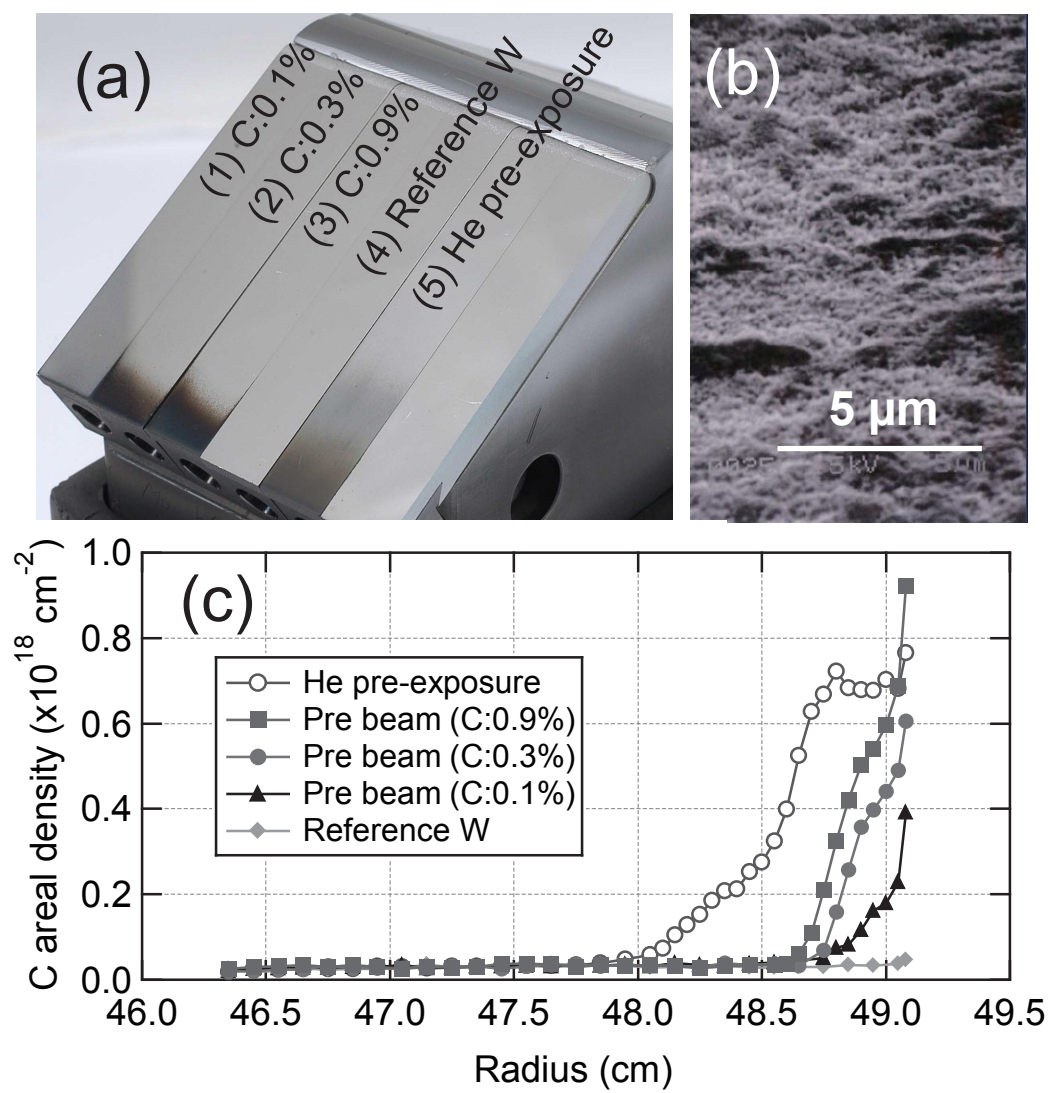 (a)
(1) C:0.1%
(2) C:0.3%
(3) C:0.9%
(4) Reference W
(5) He pre-exposure
(b)
5 μm
5kV
(c)
C areal density (x10^18 cm^-2)
1.0
0.8
0.6
0.4
0.2
0.0
He pre-exposure
Pre beam (C:0.9%)
Pre beam (C:0.3%)
Pre beam (C:0.1%)
Reference W
46.0 46.5 47.0 47.5 48.0 48.5 49.0 49.5
Radius (cm)